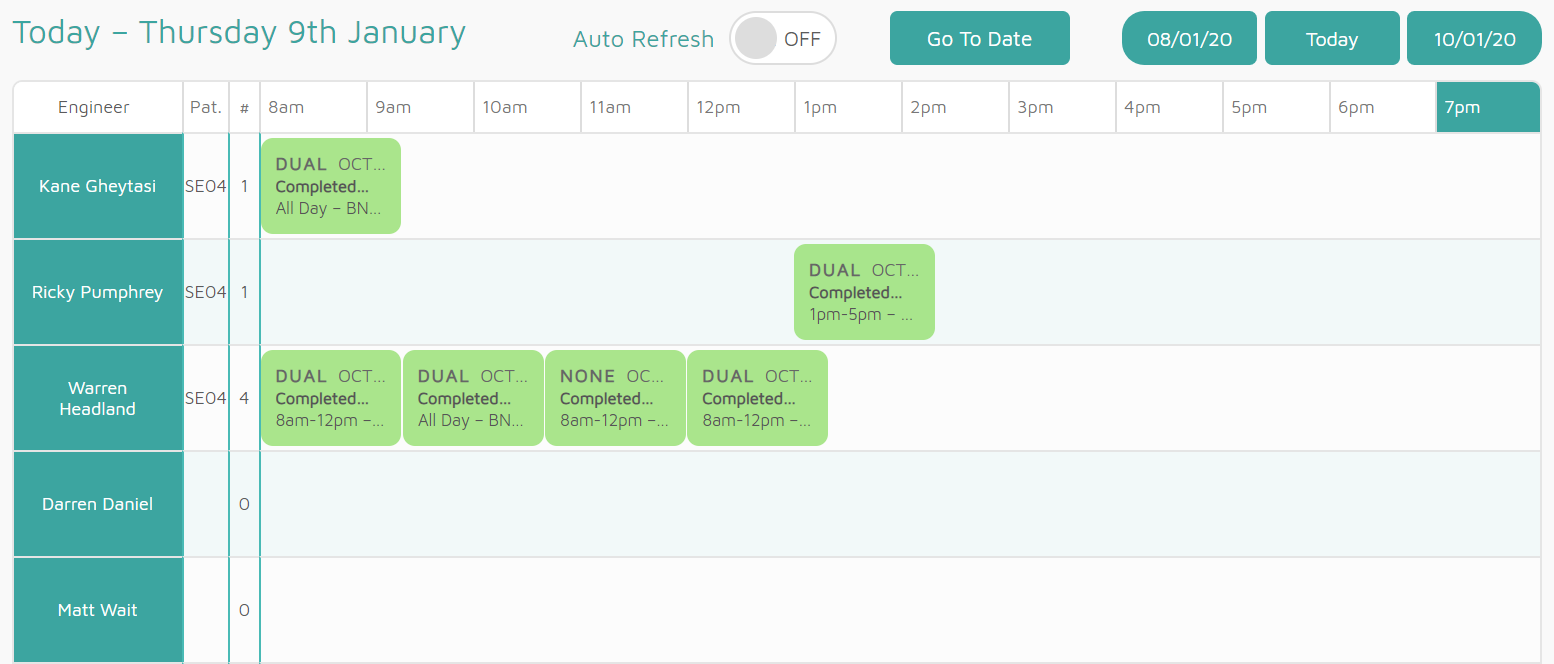 Today – Thursday 9th January
Auto Refresh OFF Go To Date 08/01/20 Today 10/01/20
Engineer Pat. # 8am 9am 10am 11am 12pm 1pm 2pm 3pm 4pm 5pm 6pm 7pm
Kane Gheytasi SE04 1
DUAL OCT...
Completed...
All Day – BN...
Ricky Pumphrey SE04 1
DUAL OCT...
Completed...
1pm-5pm – ...
Warren
Headland
SE04 4
DUAL OCT...
Completed...
8am-12pm –...
DUAL OCT...
Completed...
All Day – BN...
NONE OC...
Completed...
8am-12pm –...
DUAL OCT...
Completed...
8am-12pm –...
Darren Daniel 0
Matt Wait 0